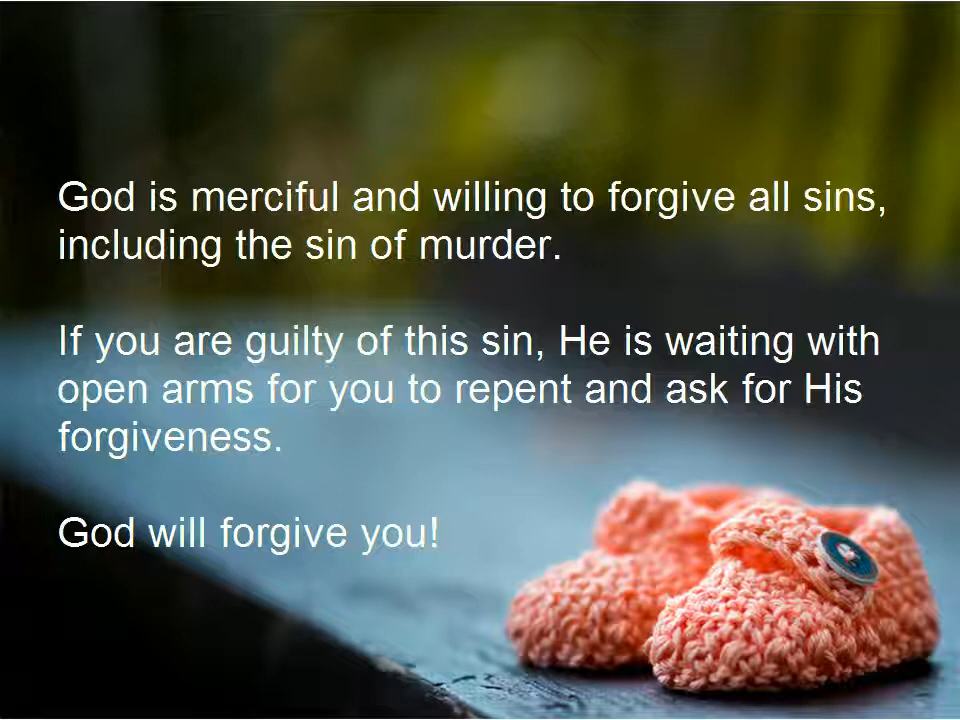 God is merciful and willing to forgive all sins,
including the sin of murder.
If you are guilty of this sin, He is waiting with
open arms for you to repent and ask for His
forgiveness.
God will forgive you!